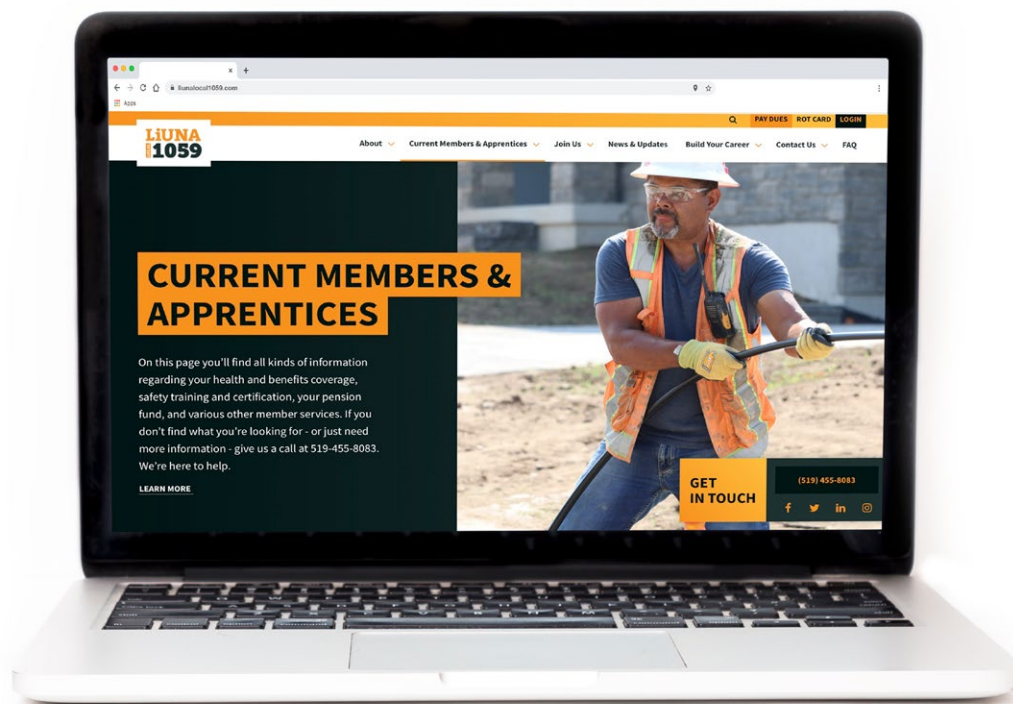 liunalocal1059.com
Apps
PAY DUES ROT CARD LOGIN
LiUNA
1059
About Current Members & Apprentices Join Us News & Updates Build Your Career Contact Us FAQ
CURRENT MEMBERS &
APPRENTICES
On this page you'll find all kinds of information
regarding your health and benefits coverage,
safety training and certification, your pension
fund, and various other member services. If you
don't find what you're looking for - or just need
more information - give us a call at 519-455-8083.
We're here to help.
LEARN MORE
GET
IN TOUCH
(519) 455-8083